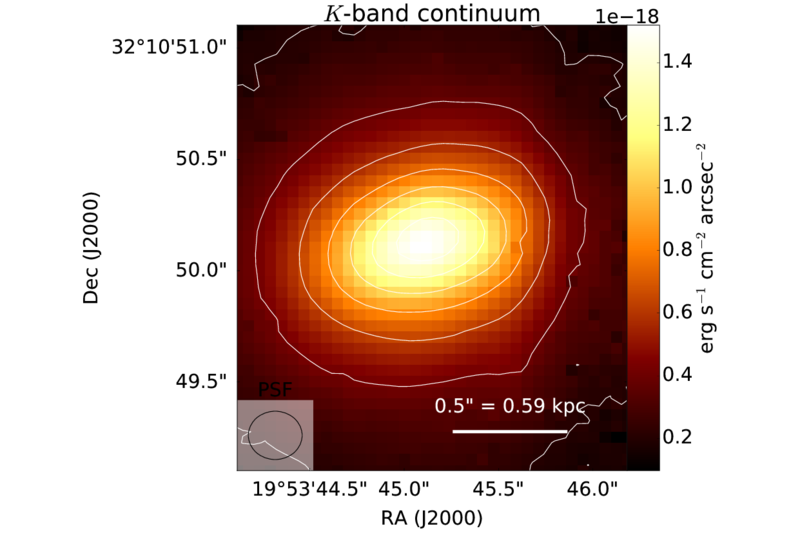 K-band continuum
1e−18
32°10'51.0"
50.5"
50.0"
49.5"
Dec (J2000)
PSF
0.5" = 0.59 kpc
19°53'44.5" 45.0" 45.5" 46.0"
RA (J2000)
1.4
1.2
1.0
0.8
0.6
0.4
0.2
erg s⁻¹ cm⁻² arcsec⁻²